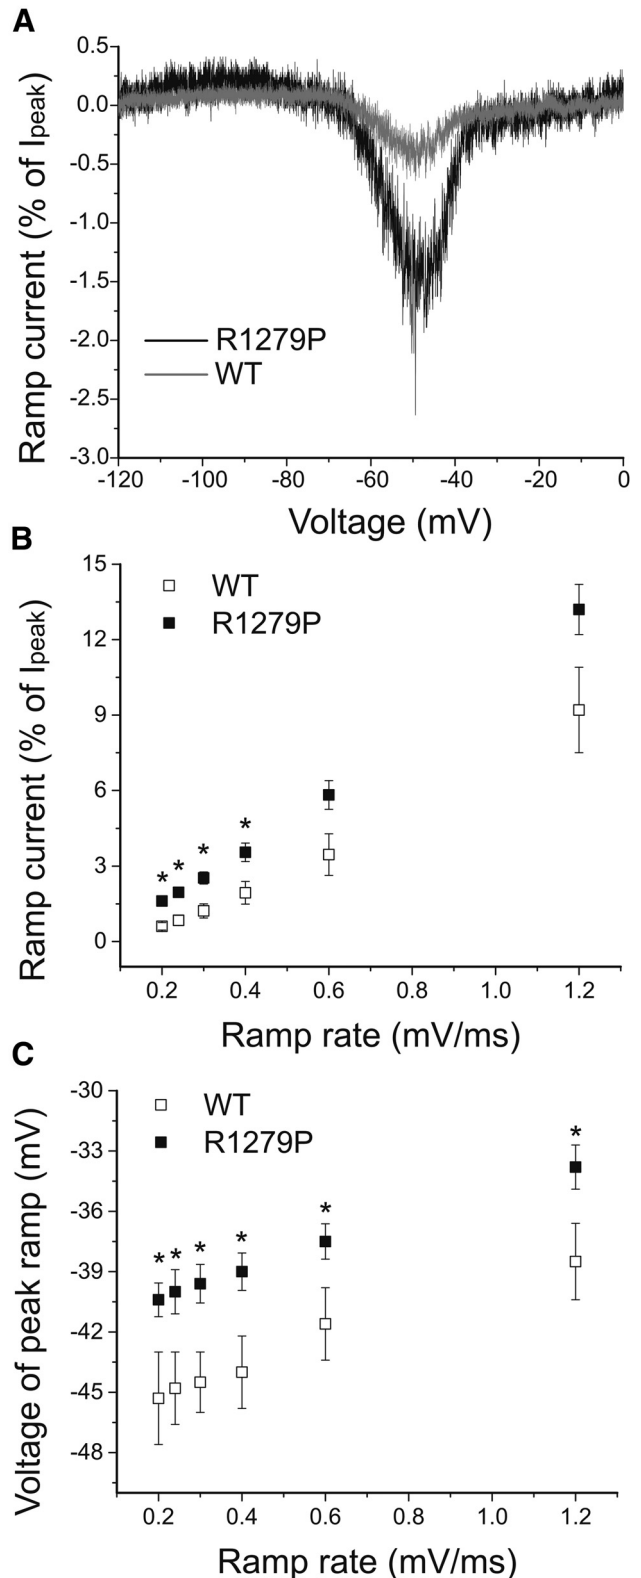 A
Ramp current (% of Ipeak)
0.5
0.0
-0.5
-1.0
-1.5
-2.0
-2.5
-3.0
R1279P
WT
-120
-100
-80
-60
-40
-20
0
Voltage (mV)
B
Ramp current (% of Ipeak)
15
12
9
6
3
0
WT
R1279P
* * * *
0.2
0.4
0.6
0.8
1.0
1.2
Ramp rate (mV/ms)
C
Voltage of peak ramp (mV)
-30
-33
-36
-39
-42
-45
-48
WT
R1279P
* * * * * *
0.2
0.4
0.6
0.8
1.0
1.2
Ramp rate (mV/ms)